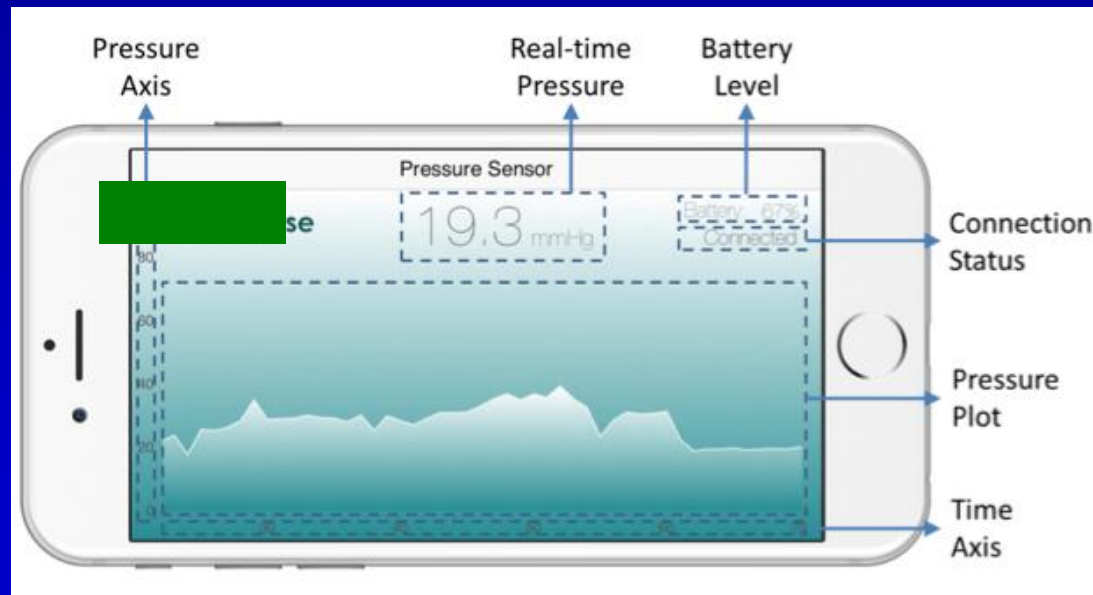 Pressure
Axis
Real-time
Pressure
Battery
Level
Pressure Sensor
se
19.3 mmHg
Battery: 67%
Connected
Connection
Status
80
60
40
20
0
Pressure
Plot
Time
Axis